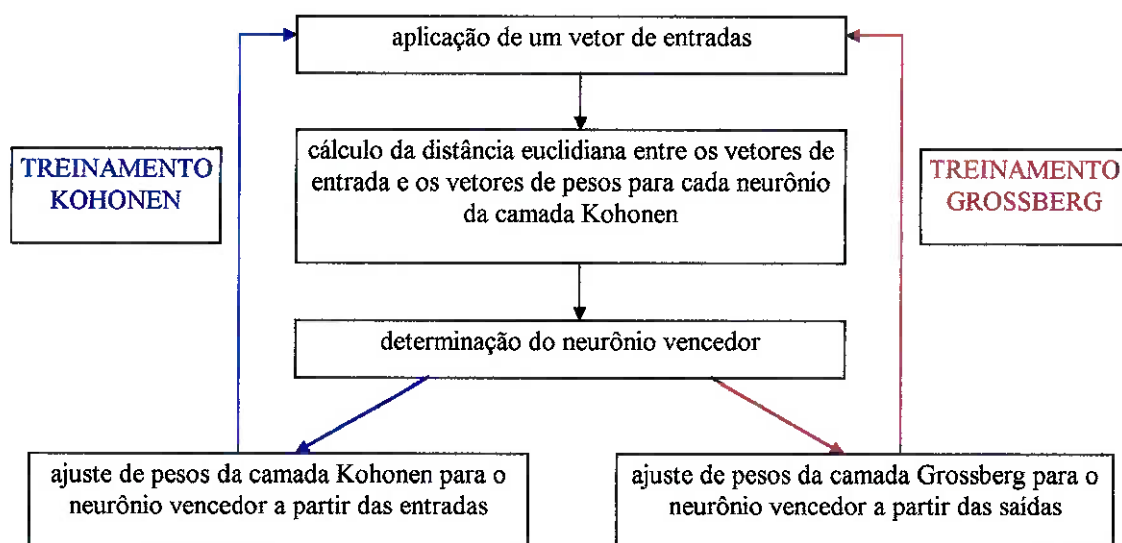 aplicação de um vetor de entradas
TREINAMENTO
KOHONEN
cálculo da distância euclidiana entre os vetores de
entrada e os vetores de pesos para cada neurônio
da camada Kohonen
TREINAMENTO
GROSSBERG
determinação do neurônio vencedor
ajuste de pesos da camada Kohonen para o
neurônio vencedor a partir das entradas
ajuste de pesos da camada Grossberg para o
neurônio vencedor a partir das saídas